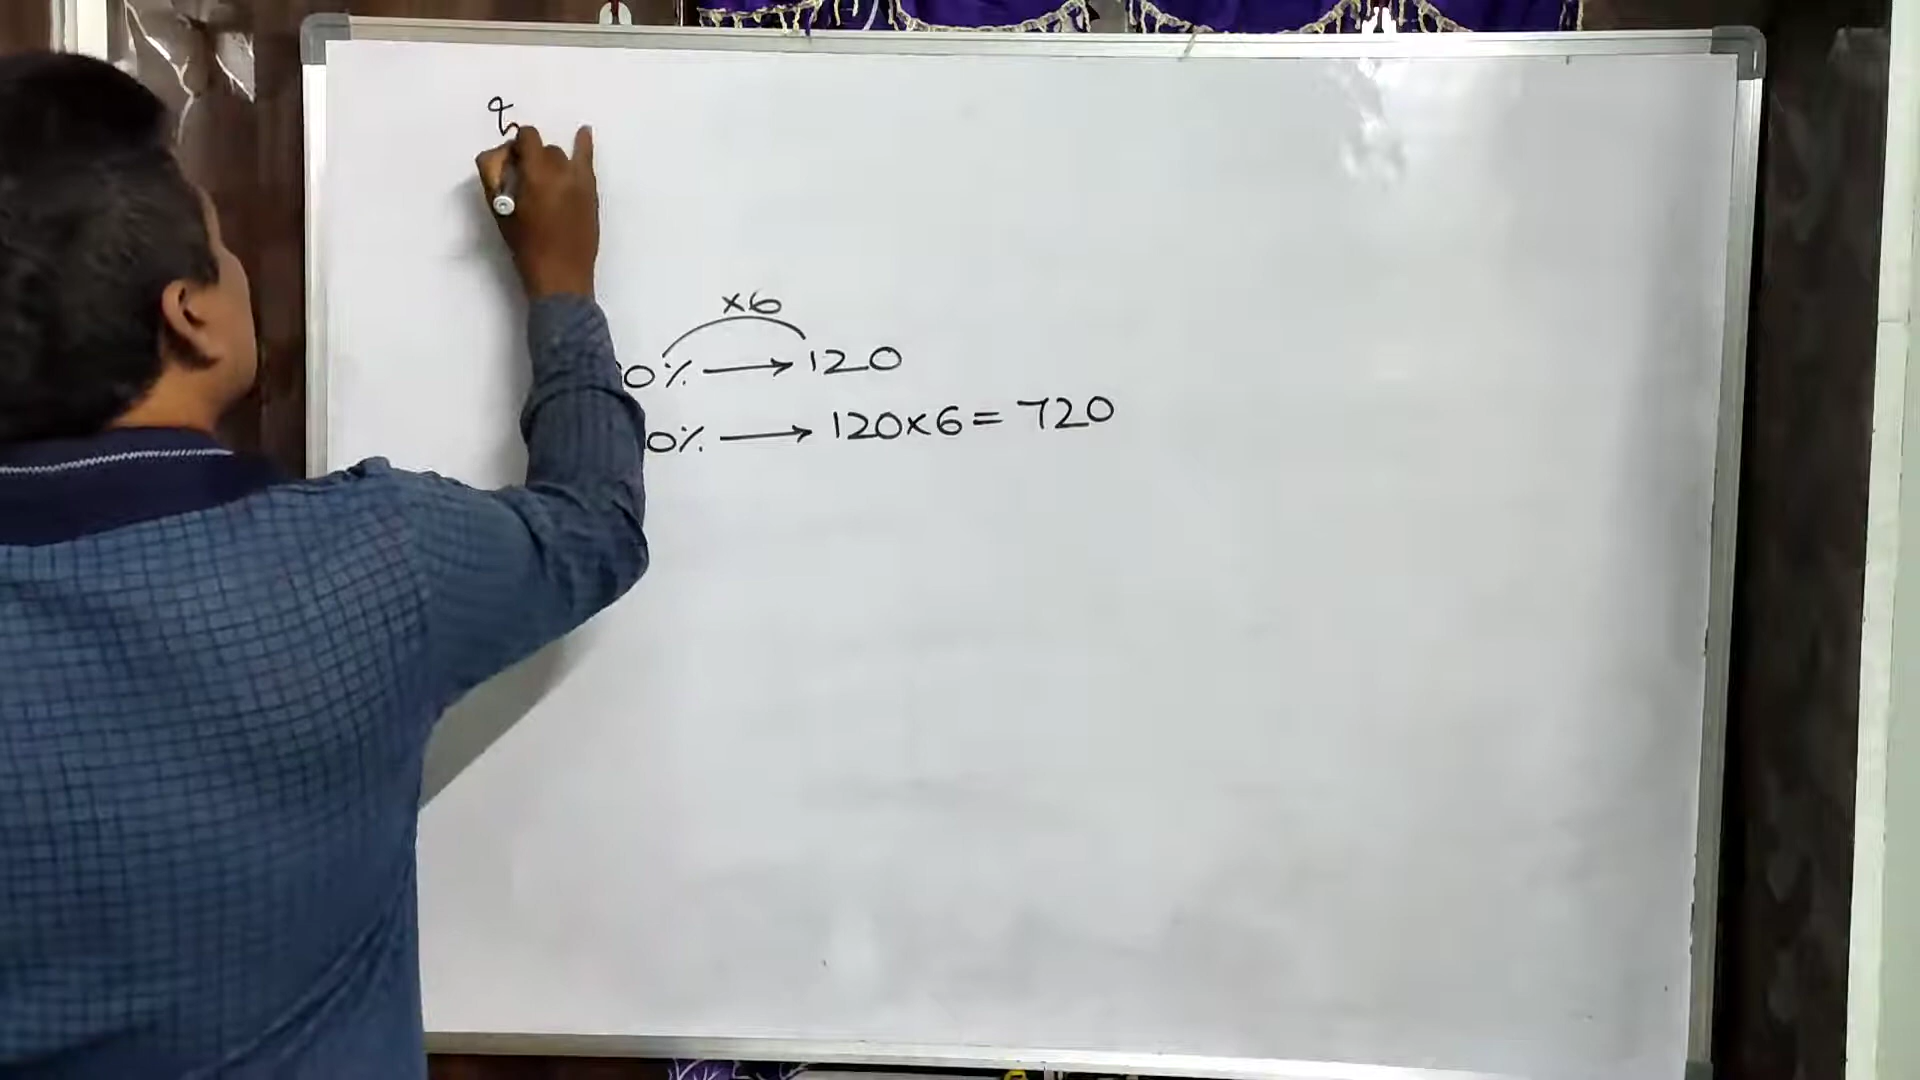 ×6
0% → 120
0% → 120×6 = 720